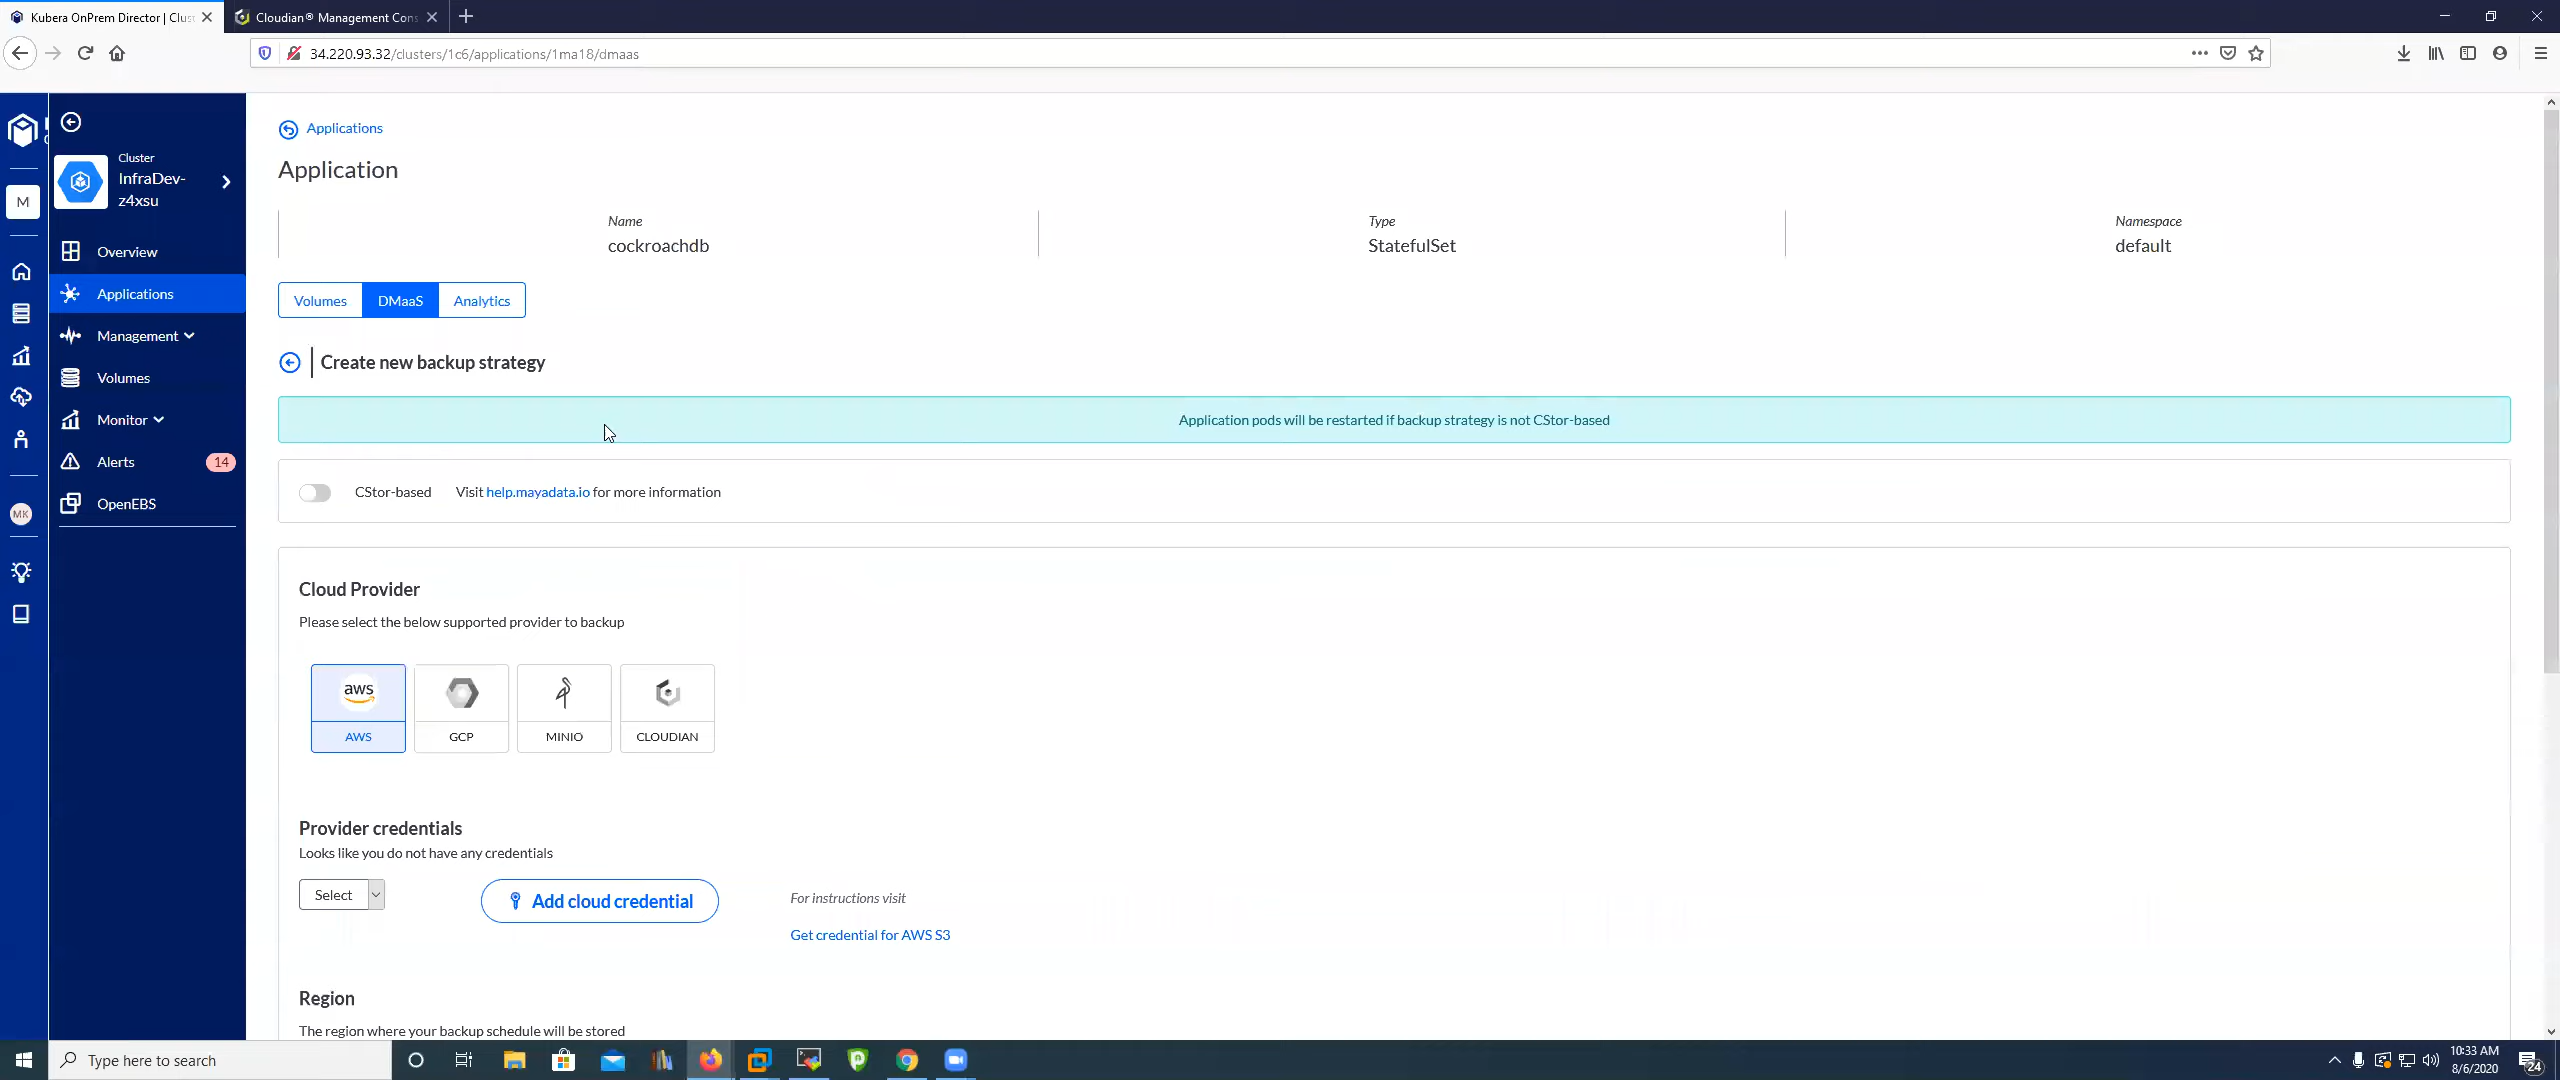 Kubera OnPrem Director | Clus
Cloudian® Management Cons
34.220.93.32/clusters/1c6/applications/1ma18/dmaas
M
MK
Cluster
InfraDev-
z4xsu
Overview
Applications
Management
Volumes
Monitor
Alerts
14
OpenEBS
Applications
Application
Name
cockroachdb
Type
StatefulSet
Namespace
default
Volumes
DMaaS
Analytics
Create new backup strategy
Application pods will be restarted if backup strategy is not CStor-based
CStor-based
Visit help.mayadata.io for more information
Cloud Provider
Please select the below supported provider to backup
aws
AWS
GCP
MINIO
CLOUDIAN
Provider credentials
Looks like you do not have any credentials
Select
Add cloud credential
For instructions visit
Get credential for AWS S3
Region
The region where your backup schedule will be stored
Type here to search
10:33 AM
8/6/2020
24